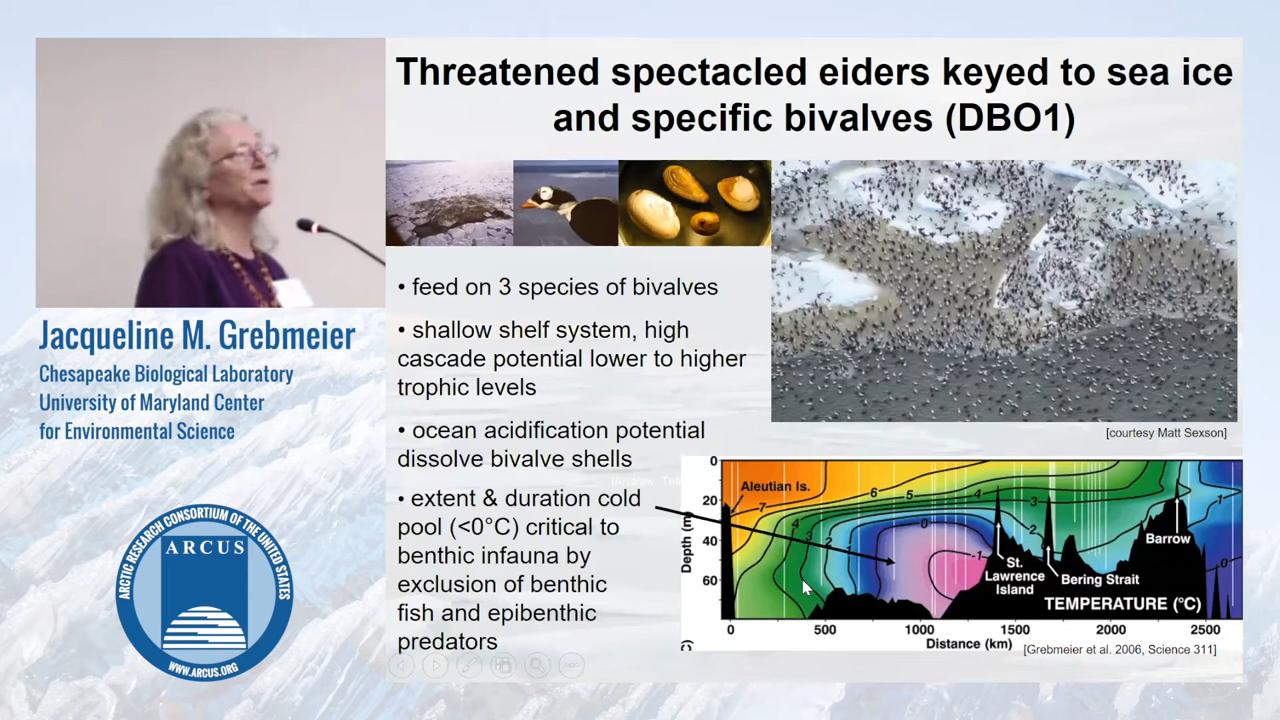 Threatened spectacled eiders keyed to sea ice
and specific bivalves (DBO1)
• feed on 3 species of bivalves
• shallow shelf system, high
cascade potential lower to higher
trophic levels
• ocean acidification potential
dissolve bivalve shells
• extent & duration cold
pool (<0°C) critical to
benthic infauna by
exclusion of benthic
fish and epibenthic
predators
[courtesy Matt Sexson]
Depth (m)
0
20
40
60
Aleutian Is.
7
6
5
4
3
2
4
3
2
0
-1
-1
0
St.
Lawrence
Island
Bering Strait
Barrow
TEMPERATURE (°C)
0
500
1000
1500
2000
2500
Distance (km)
[Grebmeier et al. 2006, Science 311]
Jacqueline M. Grebmeier
Chesapeake Biological Laboratory
University of Maryland Center
for Environmental Science
ARCTIC RESEARCH CONSORTIUM OF THE UNITED STATES
ARCUS
WWW.ARCUS.ORG